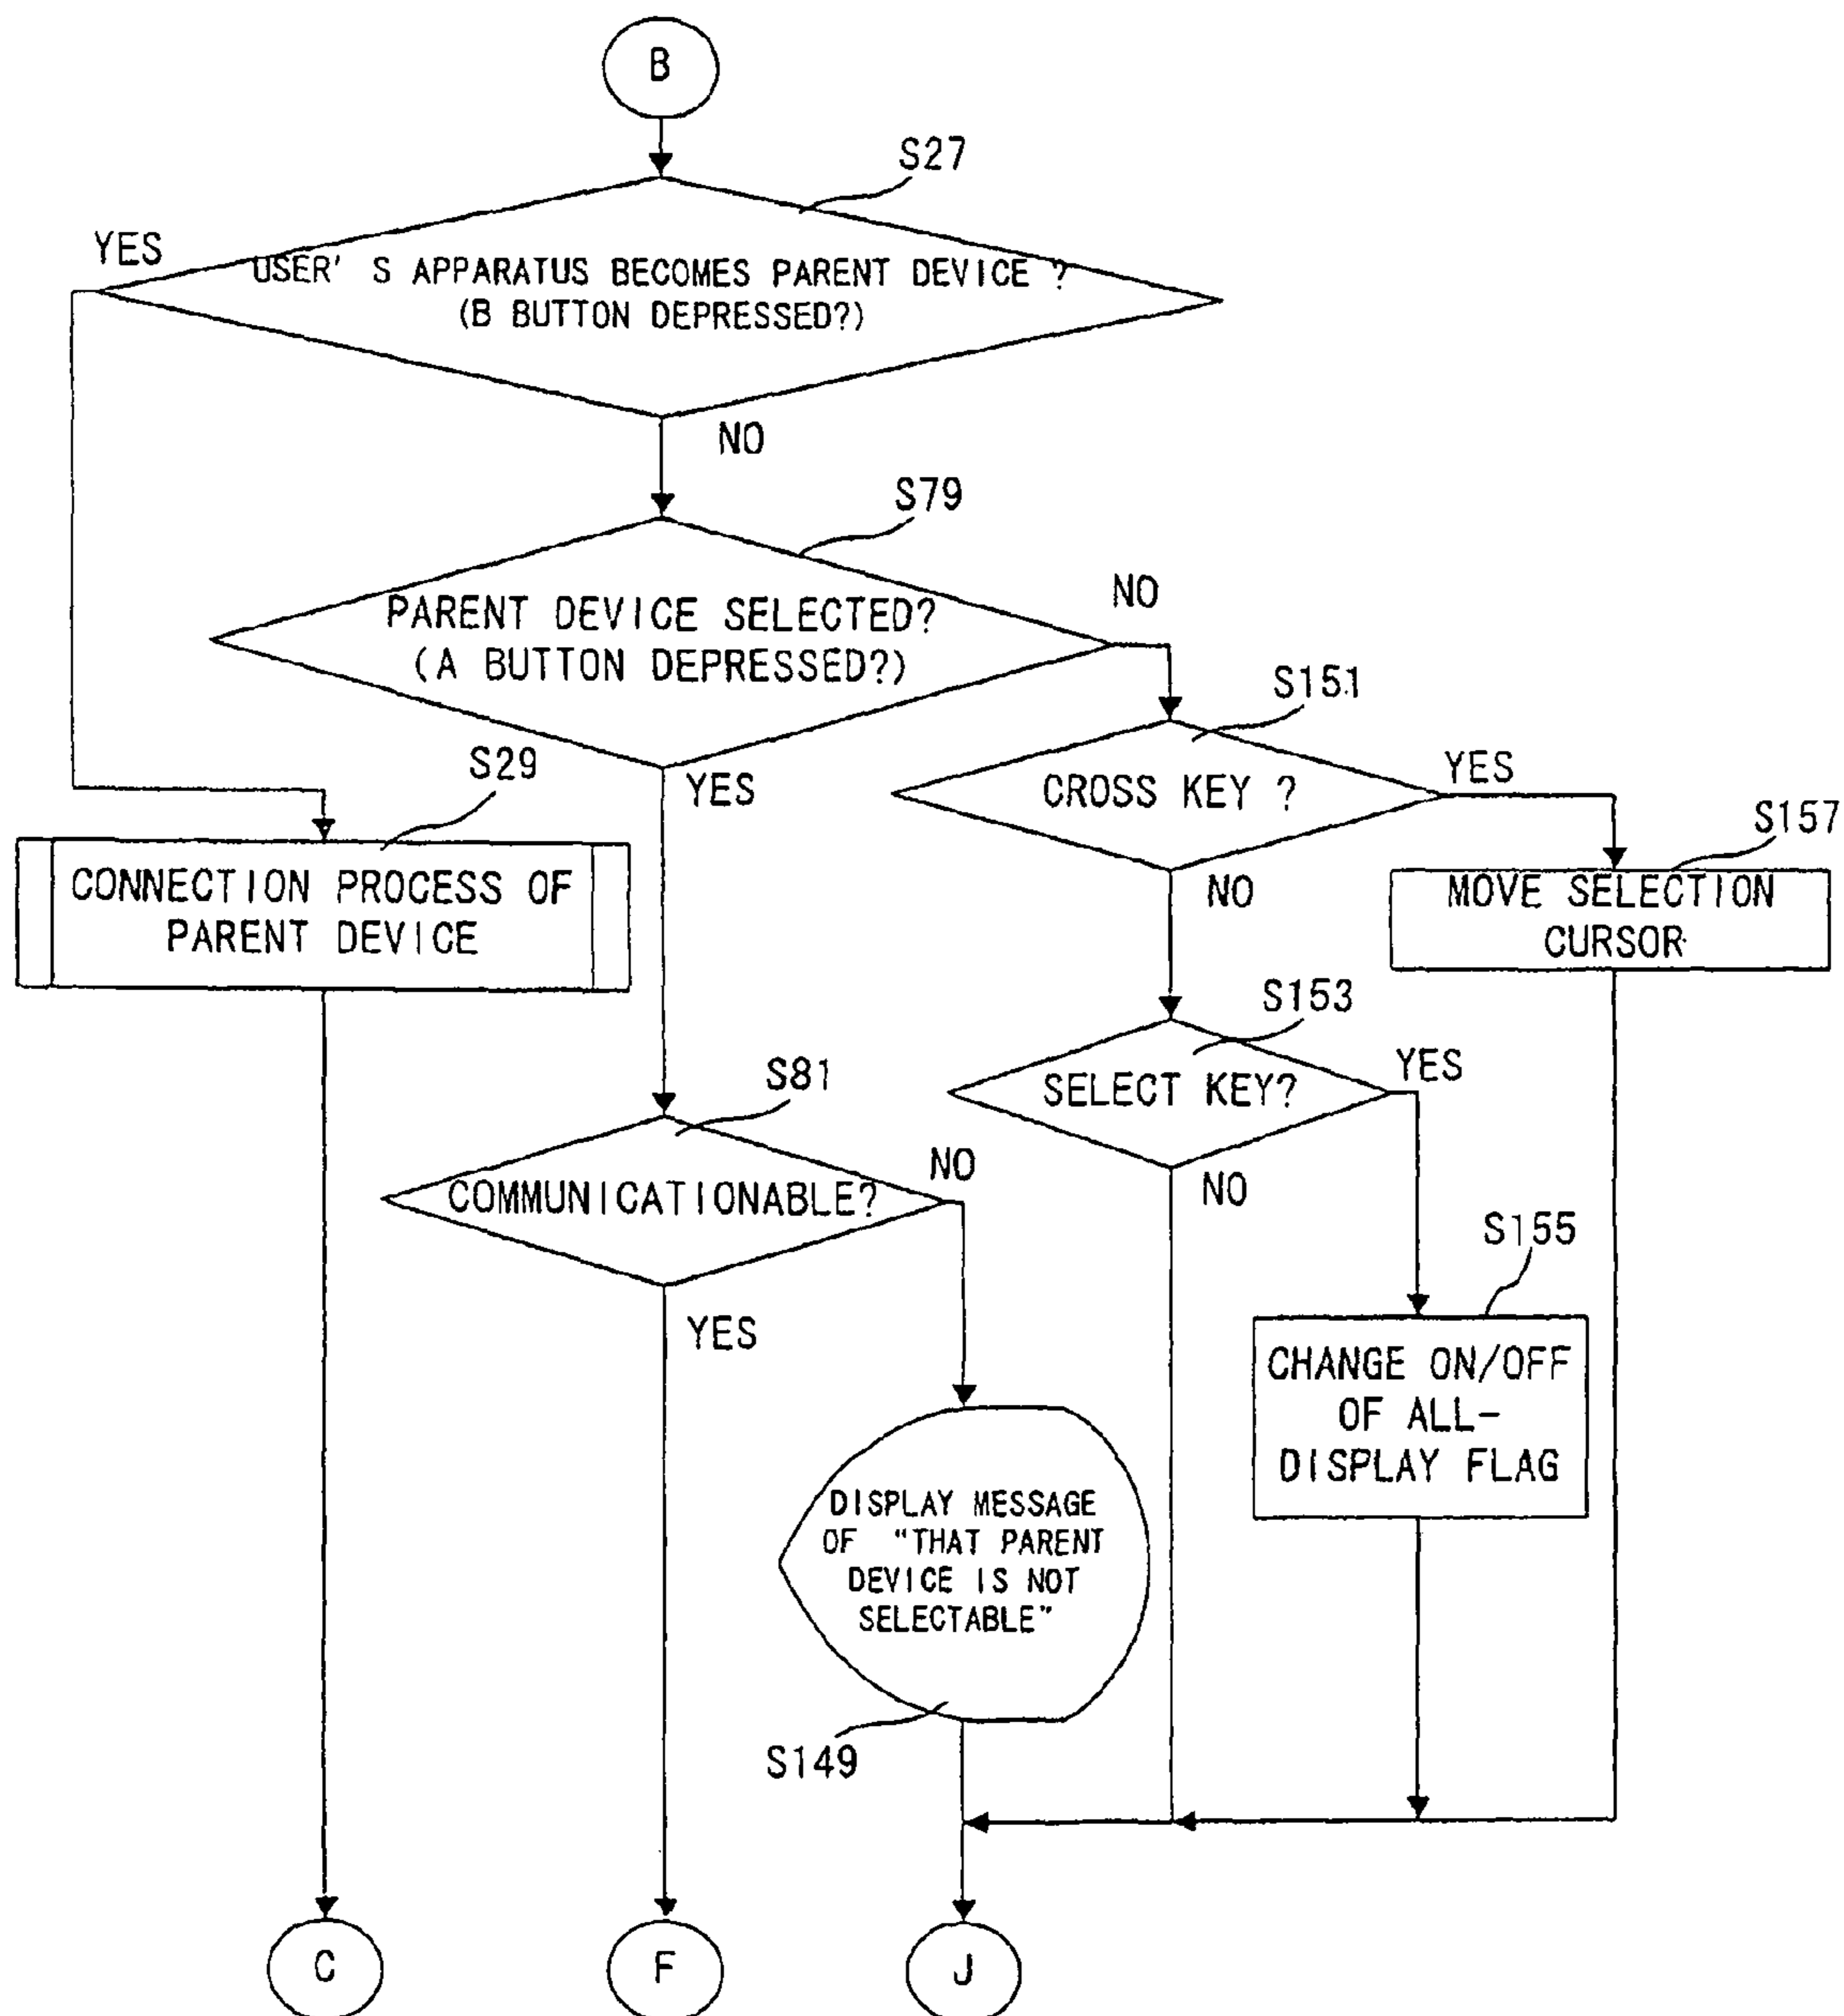 B
S27
YES
USER' S APPARATUS BECOMES PARENT DEVICE ?
(B BUTTON DEPRESSED?)
NO
S79
NO
PARENT DEVICE SELECTED?
(A BUTTON DEPRESSED?)
S151
S29
YES
CROSS KEY ?
YES
S157
CONNECTION PROCESS OF
PARENT DEVICE
NO
MOVE SELECTION
CURSOR
S153
S81
SELECT KEY?
YES
NO
COMMUNICATIONABLE?
NO
S155
YES
CHANGE ON/OFF
OF ALL-
DISPLAY FLAG
DISPLAY MESSAGE
OF "THAT PARENT
DEVICE IS NOT
SELECTABLE"
S149
C
F
J